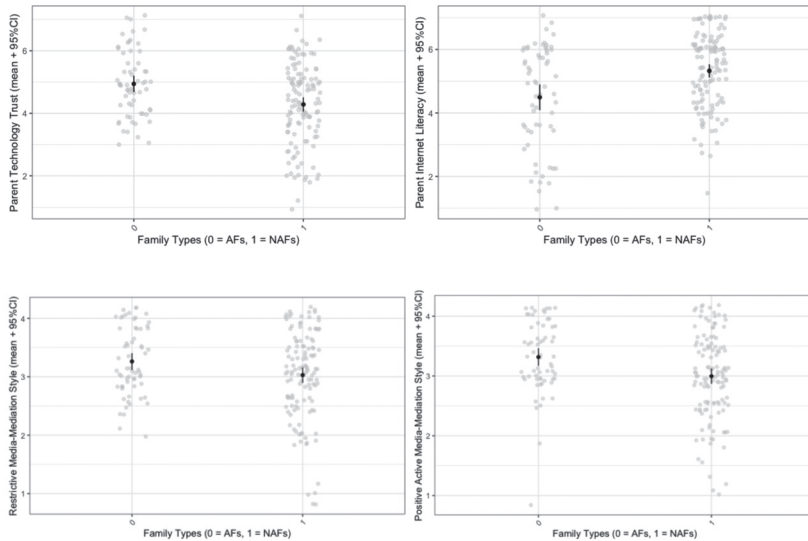 Parent Technology Trust (mean + 95%CI)
6
4
2
0
1
Family Types (0 = AFs, 1 = NAFs)
Parent Internet Literacy (mean + 95%CI)
6
4
2
0
1
Family Types (0 = AFs, 1 = NAFs)
Restrictive Media-Mediation Style (mean + 95%CI)
4
3
2
1
0
1
Family Types (0 = AFs, 1 = NAFs)
Positive Active Media-Mediation Style (mean + 95%CI)
4
3
2
1
0
1
Family Types (0 = AFs, 1 = NAFs)